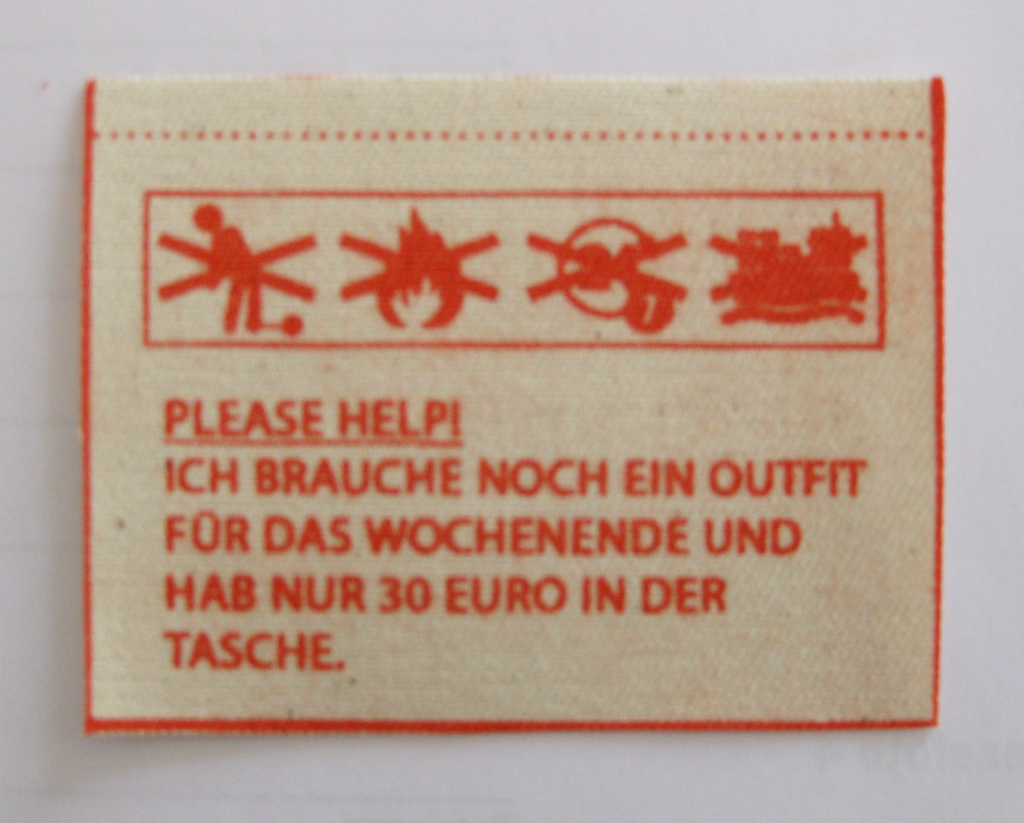 PLEASE HELP!
ICH BRAUCHE NOCH EIN OUTFIT
FÜR DAS WOCHENENDE UND
HAB NUR 30 EURO IN DER
TASCHE.